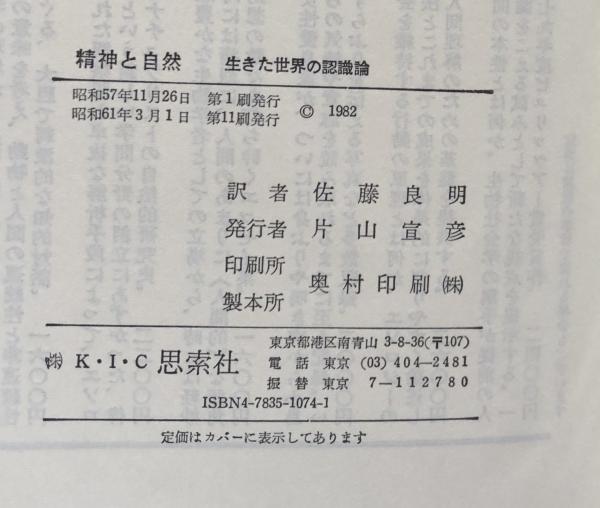 精神と自然　生きた世界の認識論
昭和57年11月26日　第1刷発行
昭和61年3月1日　第11刷発行
© 1982
訳者　佐藤良明
発行者　片山宣彦
印刷所
製本所
奥村印刷㈱
㈱ K・I・C 思索社
東京都港区南青山 3-8-36(〒107)
電話　東京 (03) 404-2481
振替　東京　7-112780
ISBN4-7835-1074-1
定価はカバーに表示してあります